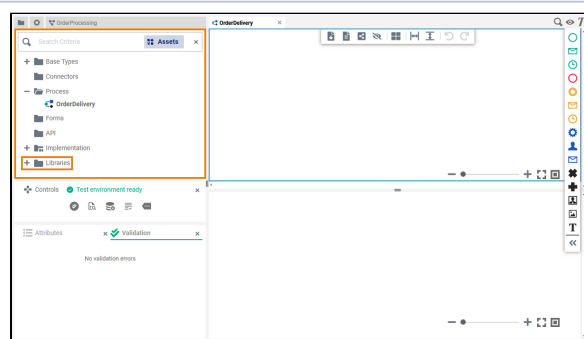 OrderProcessing
OrderDelivery ×
Search Criteria
Assets ×
+ Base Types
Connectors
− Process
OrderDelivery
Forms
API
+ Implementation
+ Libraries
Controls Test environment ready ×
Attributes × Validation ×
No validation errors
T